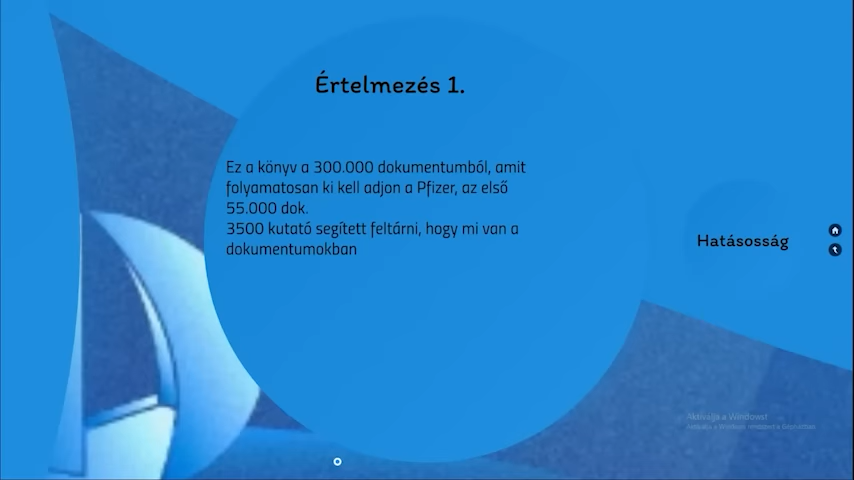 Értelmezés 1.
Ez a könyv a 300.000 dokumentumból, amit
folyamatosan ki kell adjon a Pfizer, az első
55.000 dok.
3500 kutató segített feltárni, hogy mi van a
dokumentumokban
Hatásosság
Aktiválja a Windowst